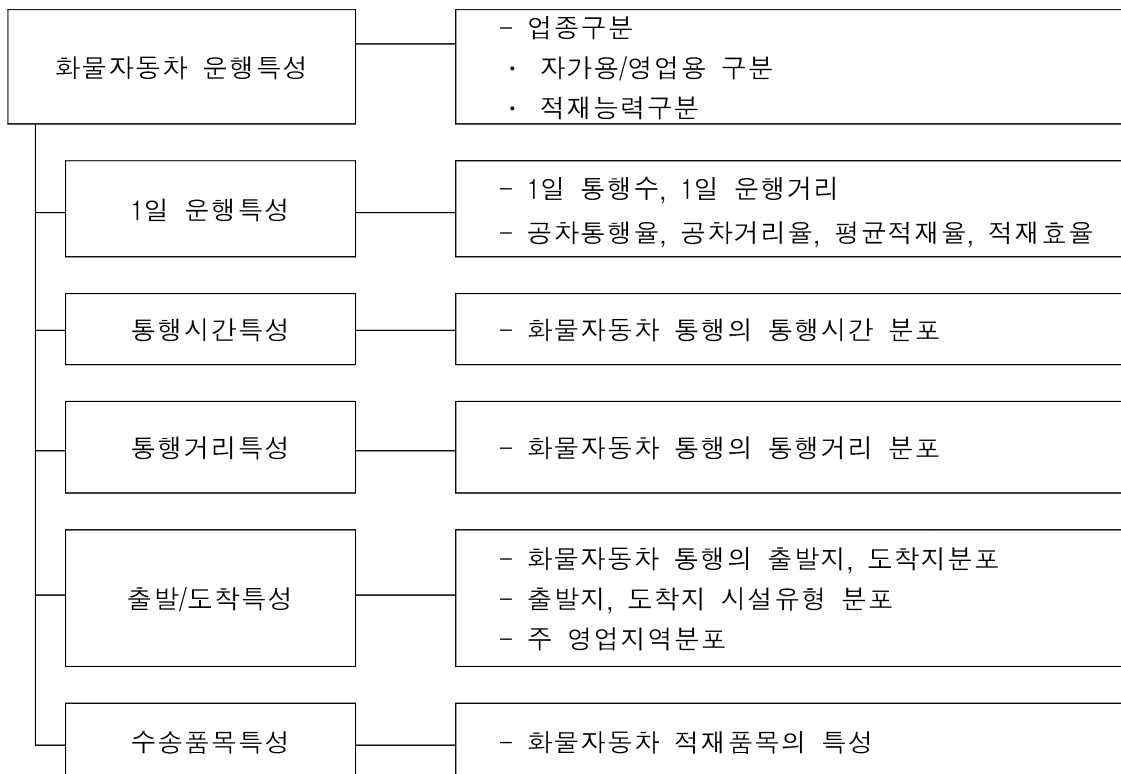 화물자동차 운행특성
- 업종구분
· 자가용/영업용 구분
· 적재능력구분
1일 운행특성
- 1일 통행수, 1일 운행거리
- 공차통행율, 공차거리율, 평균적재율, 적재효율
통행시간특성
- 화물자동차 통행의 통행시간 분포
통행거리특성
- 화물자동차 통행의 통행거리 분포
출발/도착특성
- 화물자동차 통행의 출발지, 도착지분포
- 출발지, 도착지 시설유형 분포
- 주 영업지역분포
수송품목특성
- 화물자동차 적재품목의 특성